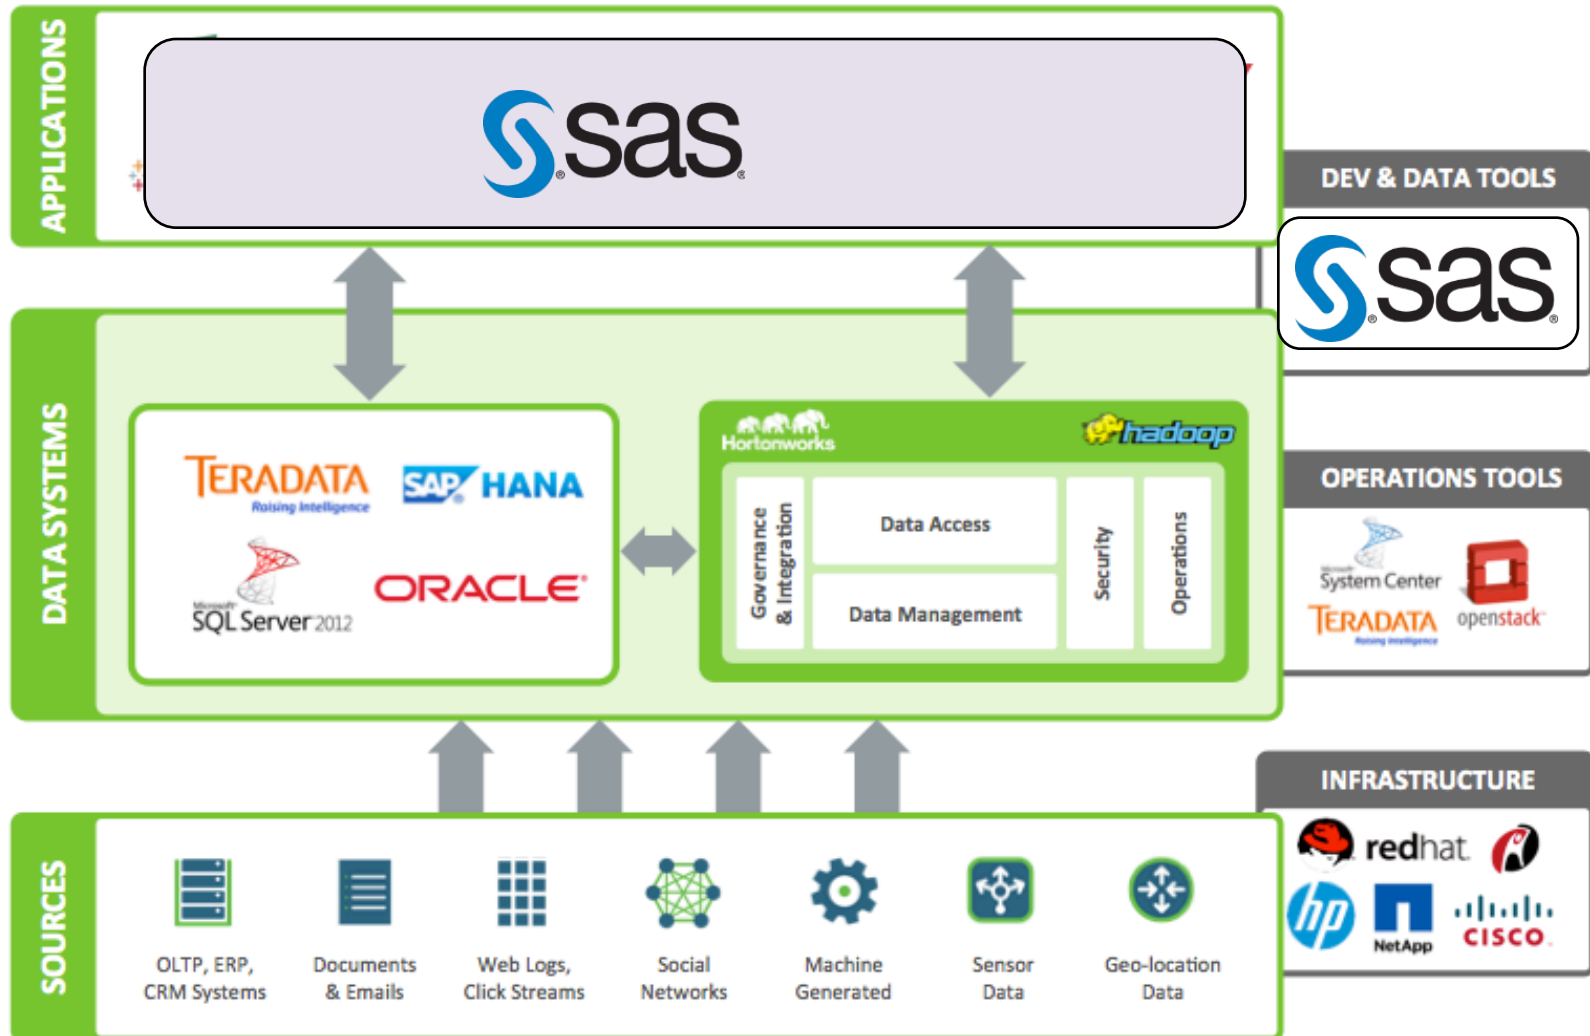 APPLICATIONS
sas
DEV & DATA TOOLS
sas
DATA SYSTEMS
TERADATA
Raising Intelligence
SAP HANA
Microsoft
SQL Server 2012
ORACLE
Hortonworks
hadoop
Governance
& Integration
Data Access
Data Management
Security
Operations
OPERATIONS TOOLS
Microsoft
System Center
TERADATA
Raising Intelligence
openstack
INFRASTRUCTURE
redhat.
hp
NetApp
CISCO
SOURCES
OLTP, ERP,
CRM Systems
Documents
& Emails
Web Logs,
Click Streams
Social
Networks
Machine
Generated
Sensor
Data
Geo-location
Data